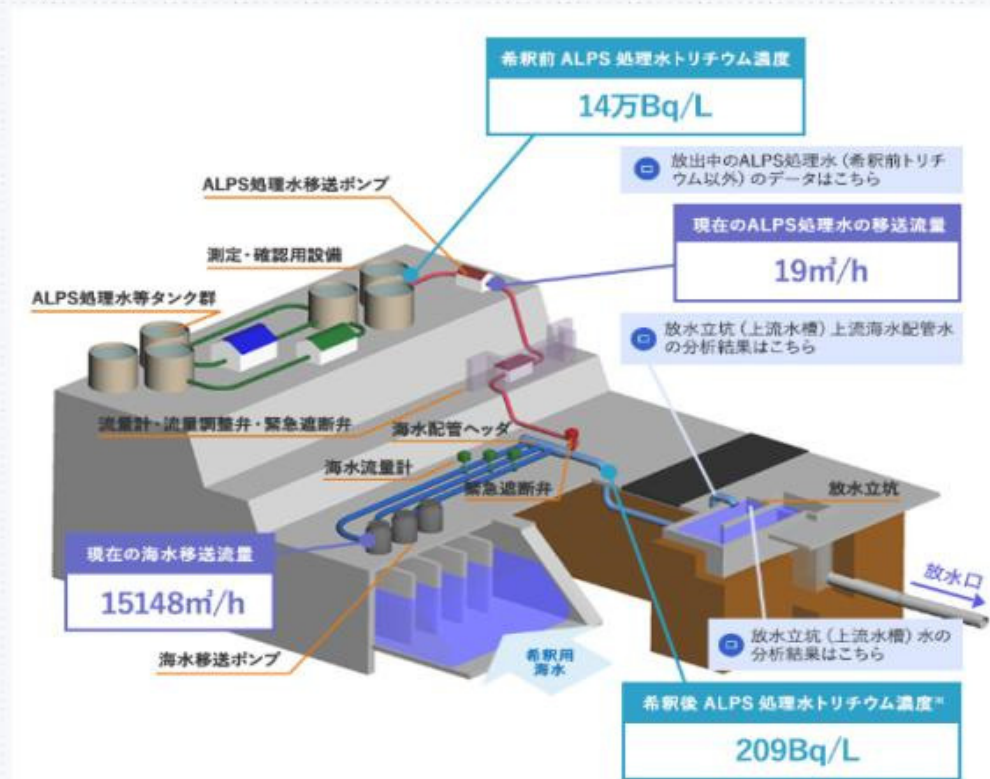 希釈前 ALPS 処理水トリチウム濃度
14万Bq/L
放出中のALPS処理水（希釈前トリチ
ウム以外）のデータはこちら
ALPS処理水移送ポンプ
現在のALPS処理水の移送流量
19㎥/h
測定・確認用設備
ALPS処理水等タンク群
放水立坑（上流水槽）上流海水配管水
の分析結果はこちら
流量計・流量調整弁・緊急遮断弁
海水配管ヘッダ
海水流量計
緊急遮断弁
放水立坑
現在の海水移送流量
15148㎥/h
放水口
海水移送ポンプ
希釈用
海水
放水立坑（上流水槽）水の
分析結果はこちら
希釈後 ALPS 処理水トリチウム濃度※
209Bq/L